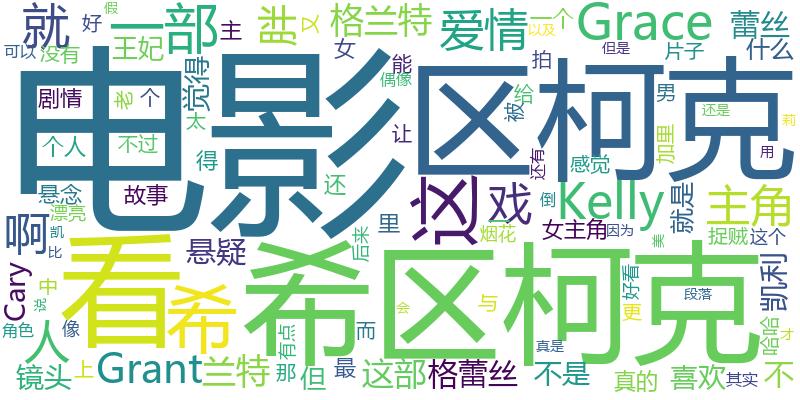 电影
区柯克
希区柯克
看
这
希
就
一部
胜
又
格兰特
爱情
一个
以及
Grace
但是
蕾丝
假
好
主
可以
没有
王妃
觉得
女
能
偶像
拍
给
被
片子
什么
还是
莉
剧情
老
个
太
让
男
加里
用
个人
不过
得
还
还有
感觉
悬念
故事
里
戏
Kelly
就是
主角
漂亮
倒
凯
比
啊
悬疑
后来
烟花
女主角
因为
美
捉贼
这个
Cary
说
中
人
有点
会
与
更
好看
段落
凯利
哈哈
才
角色
像
而
真是
镜头
上
Grant
兰特
那
但
最
这部
格蕾丝
不是
真的
喜欢
其实
不